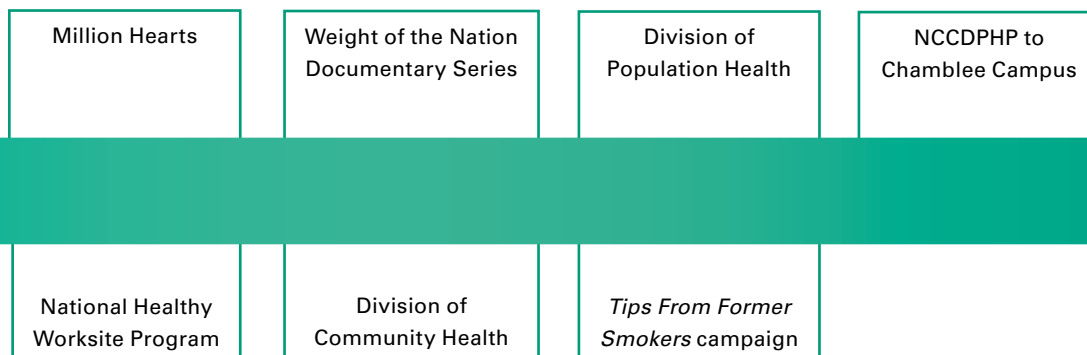 Million Hearts
Weight of the Nation
Documentary Series
Division of
Population Health
NCCDPHP to
Chamblee Campus
National Healthy
Worksite Program
Division of
Community Health
Tips From Former
Smokers campaign